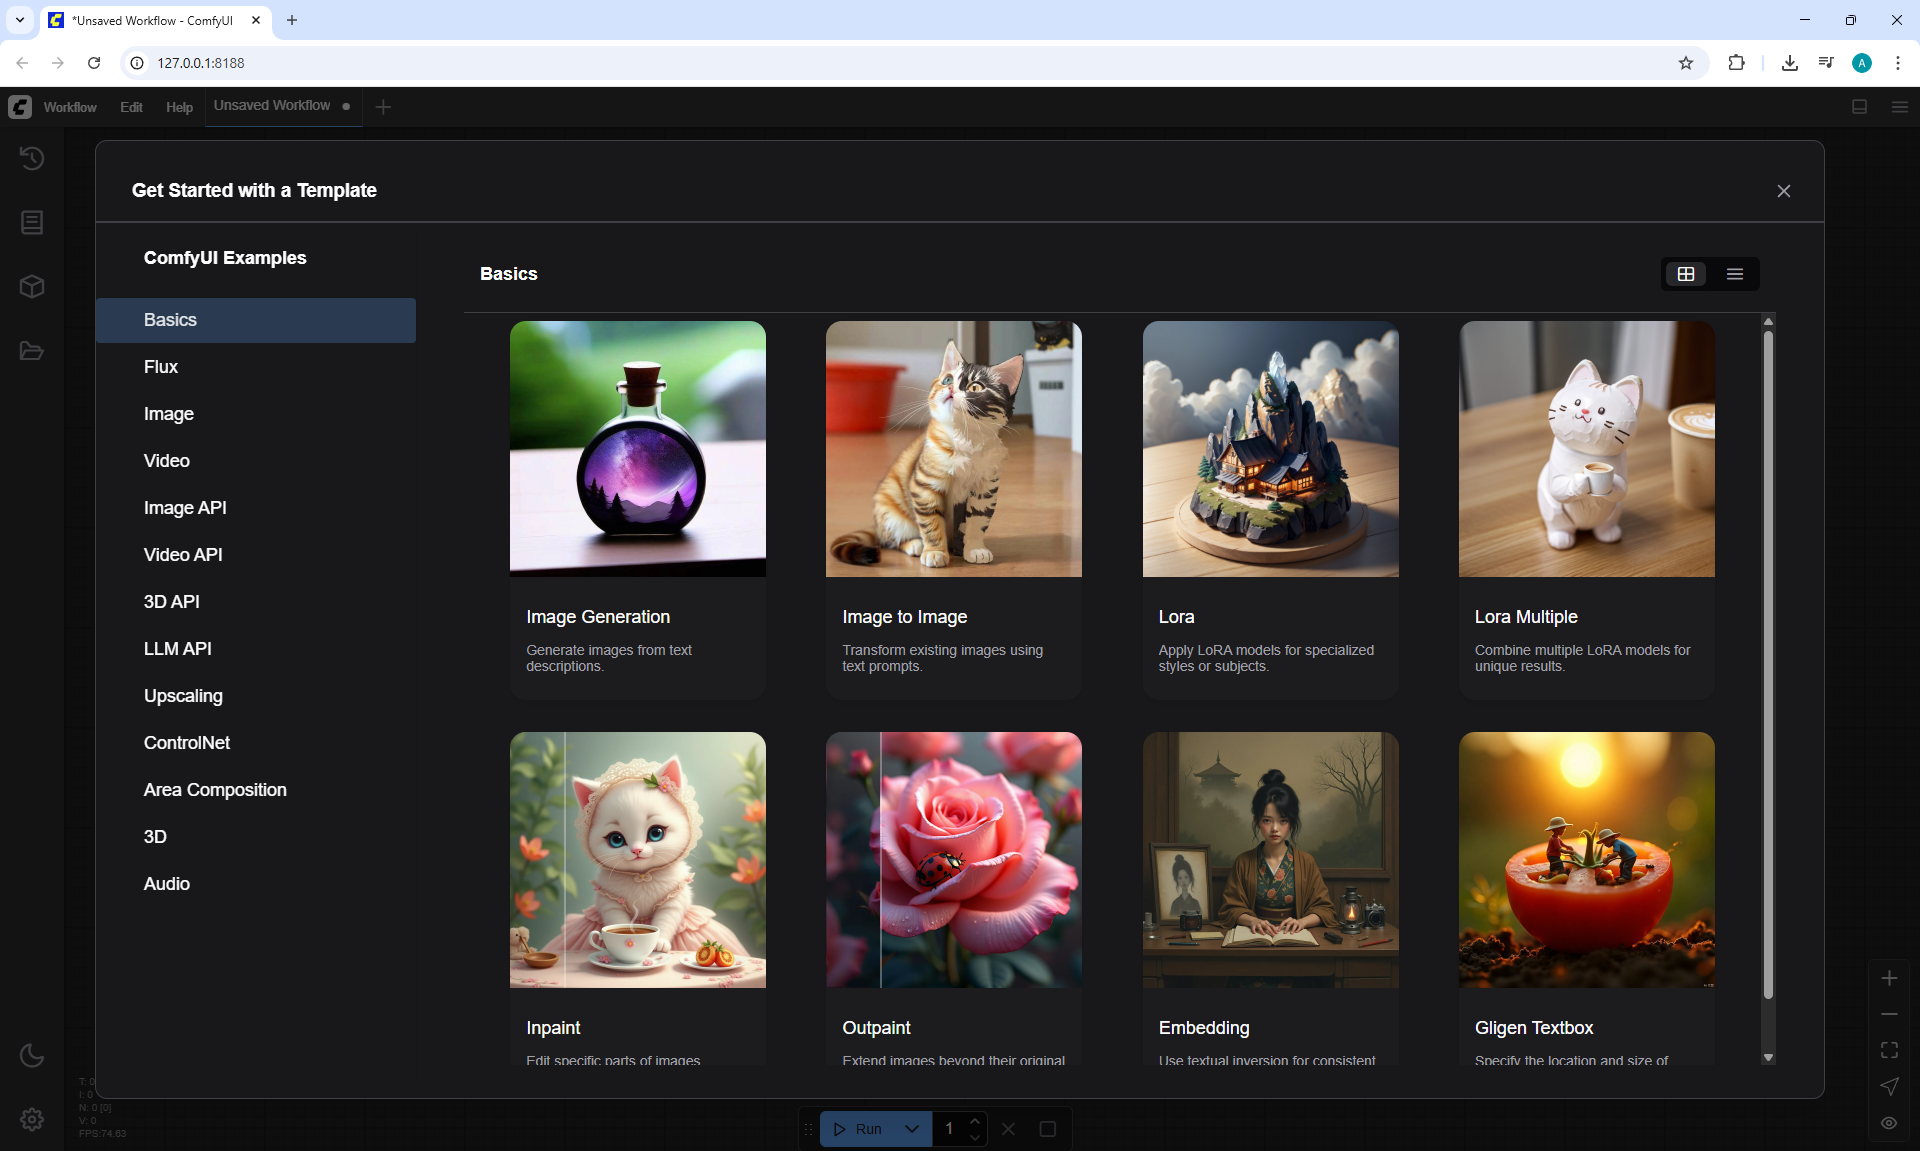 *Unsaved Workflow - ComfyUI
127.0.0.1:8188
A
Workflow
Edit
Help
Unsaved Workflow
Get Started with a Template
ComfyUI Examples
Basics
Flux
Image
Video
Image API
Video API
3D API
LLM API
Upscaling
ControlNet
Area Composition
3D
Audio
Basics
Image Generation
Generate images from text
descriptions.
Image to Image
Transform existing images using
text prompts.
Lora
Apply LoRA models for specialized
styles or subjects.
Lora Multiple
Combine multiple LoRA models for
unique results.
Inpaint
Edit specific parts of images
Outpaint
Extend images beyond their original
Embedding
Use textual inversion for consistent
Gligen Textbox
Specify the location and size of
T: 0
I: 0
N: 0 [0]
V: 0
FPS:74.63
Run
1